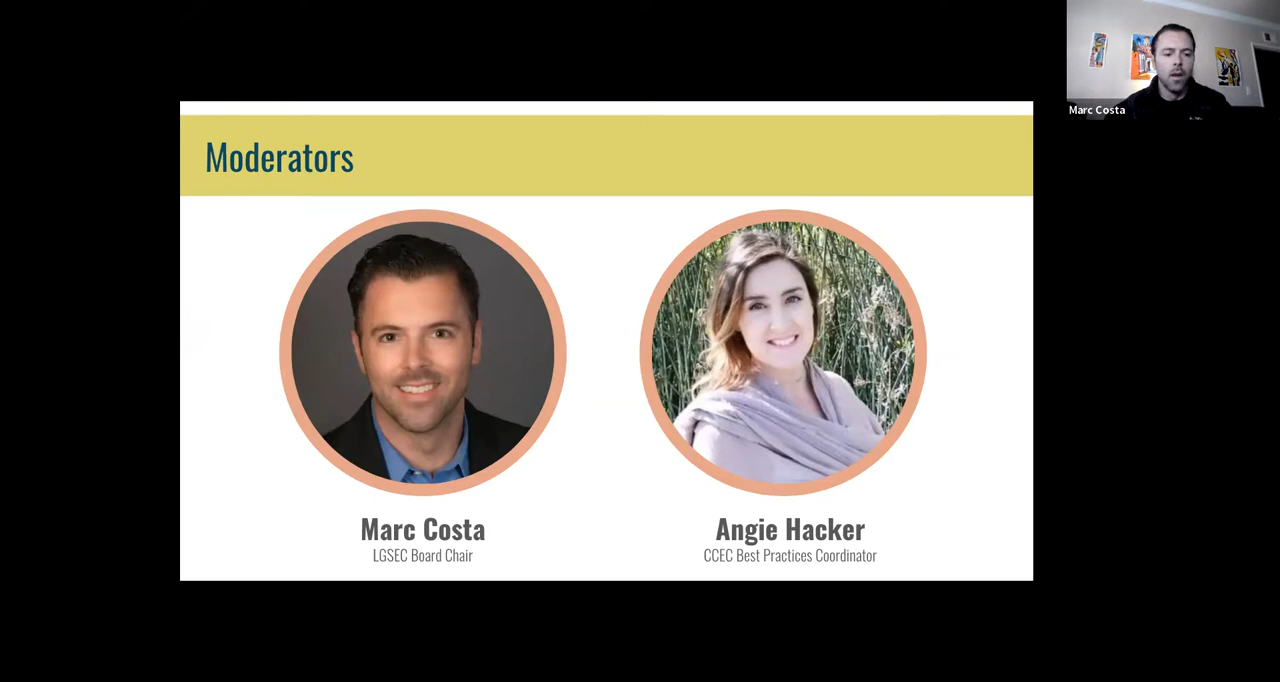 Marc Costa
Moderators
Marc Costa
LGSEC Board Chair
Angie Hacker
CCEC Best Practices Coordinator